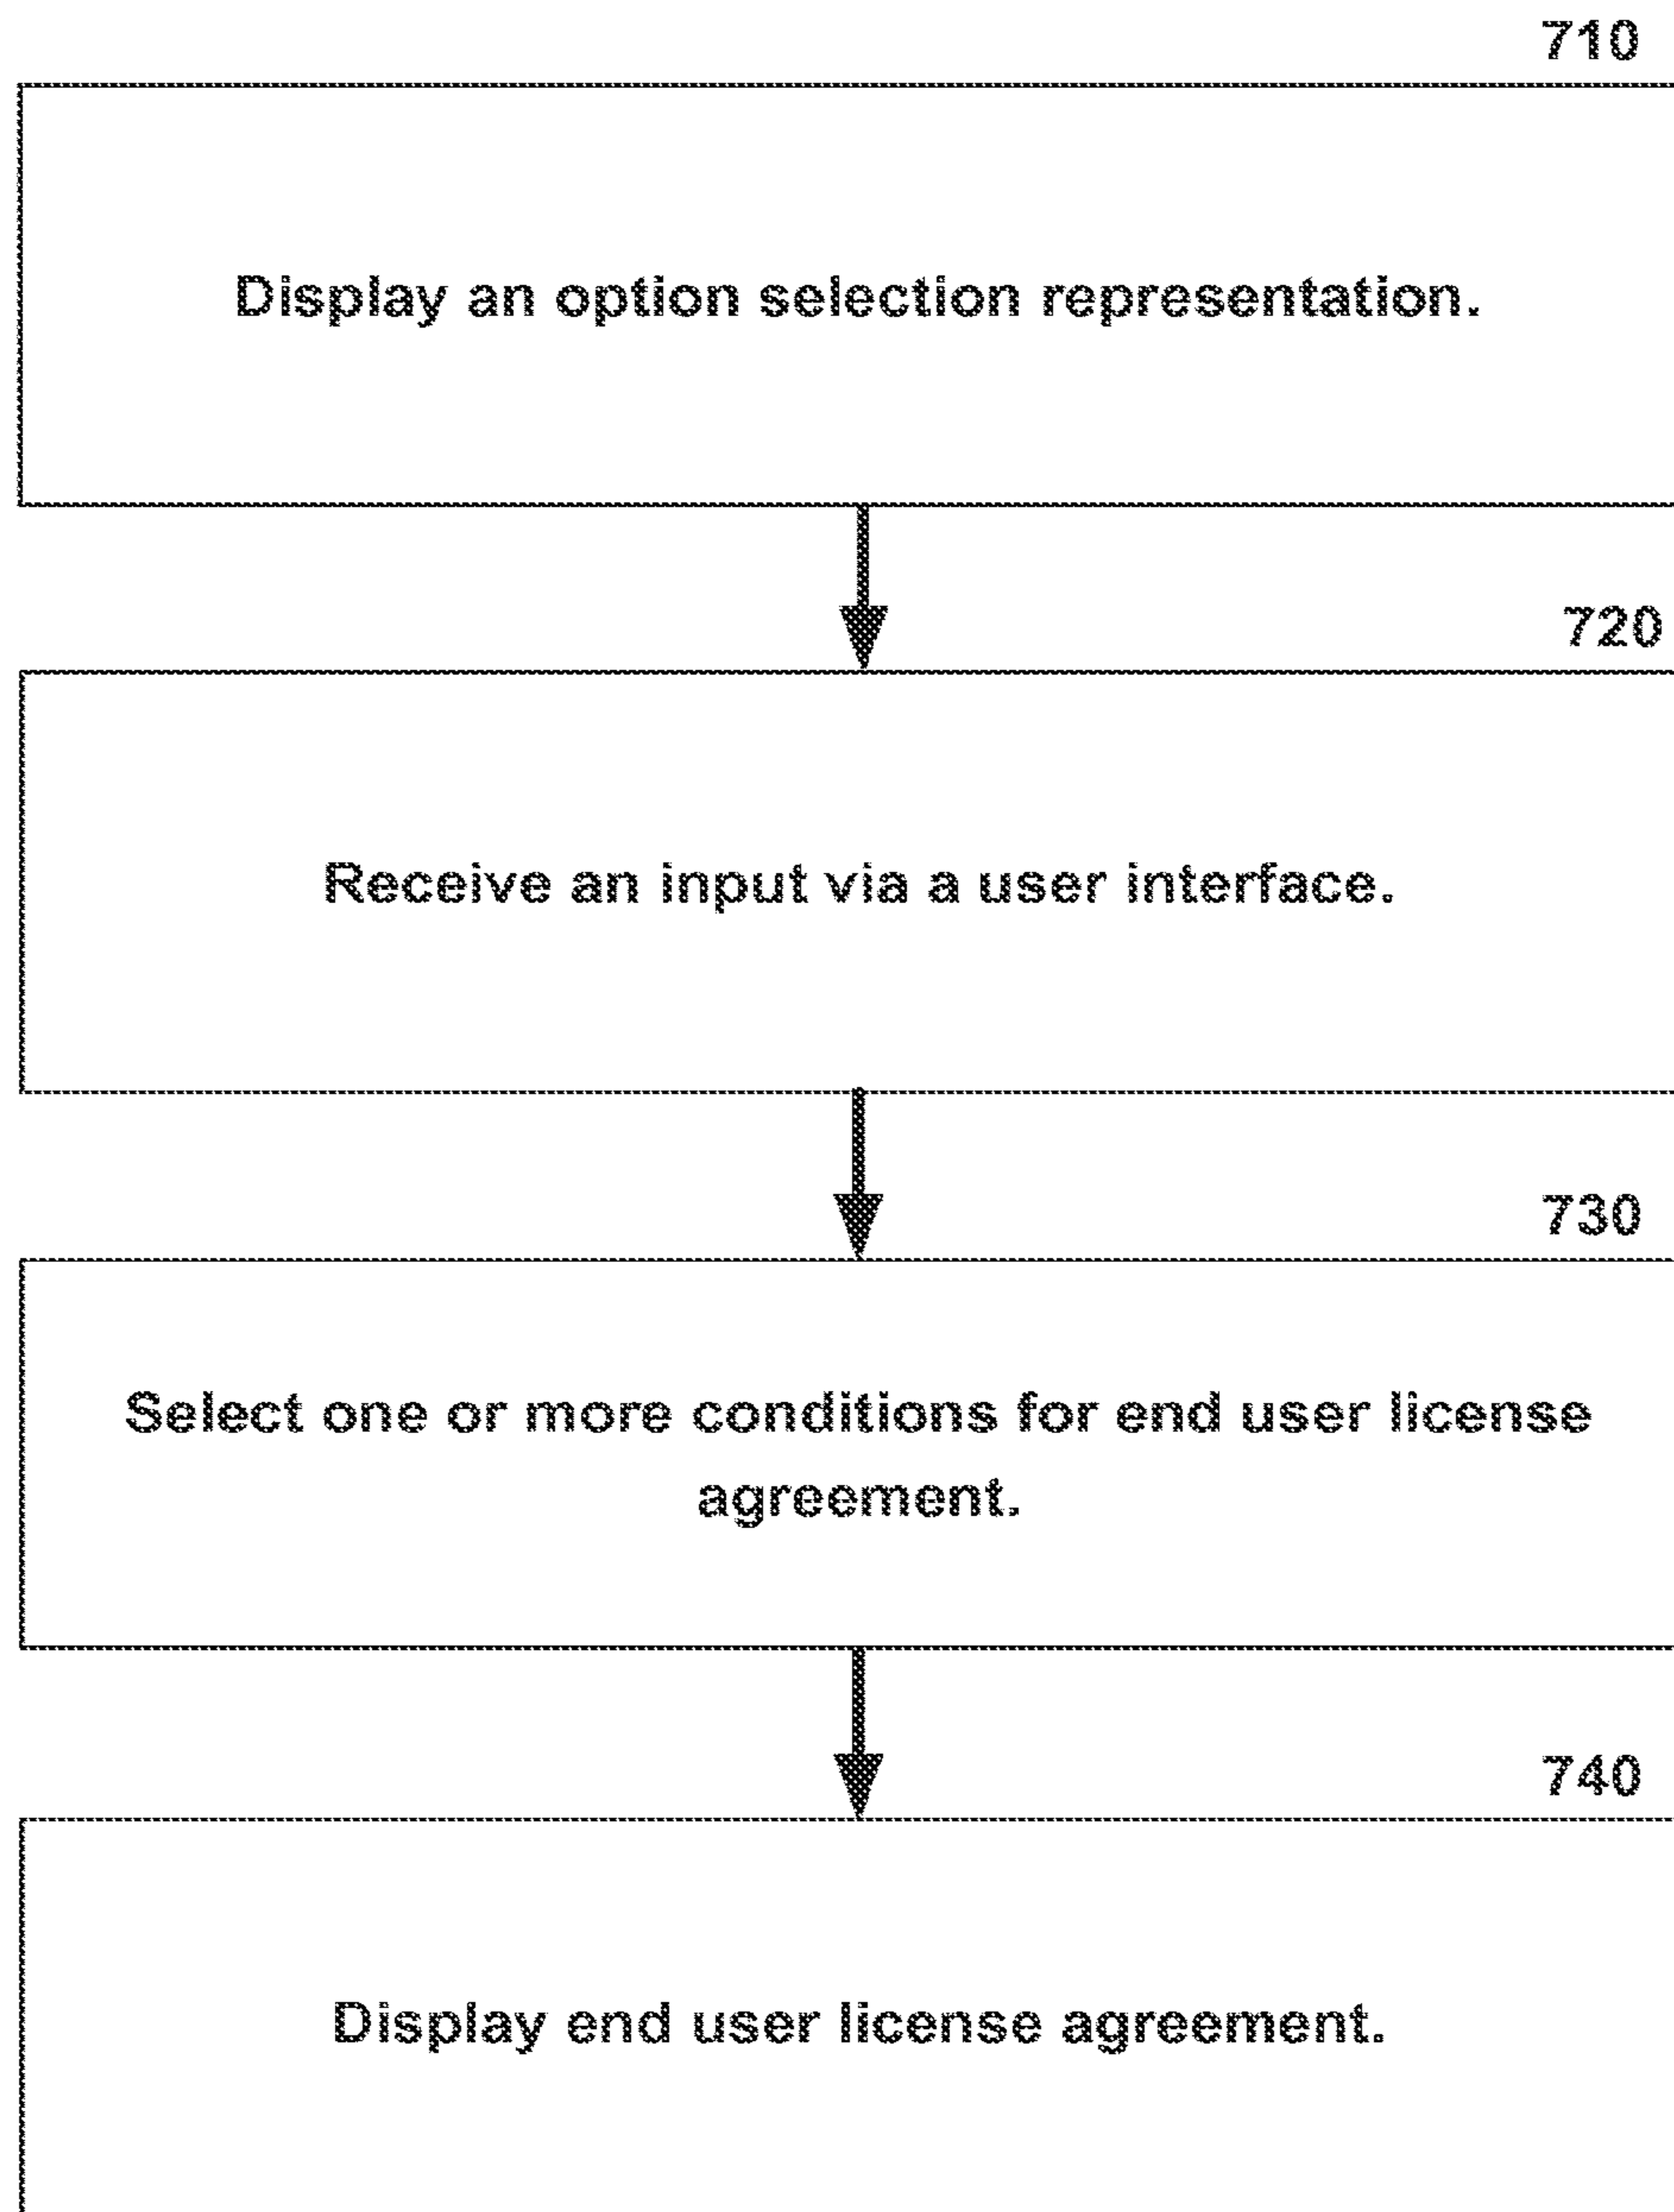 710
Display an option selection representation.
720
Receive an input via a user interface.
730
Select one or more conditions for end user license
agreement.
740
Display end user license agreement.